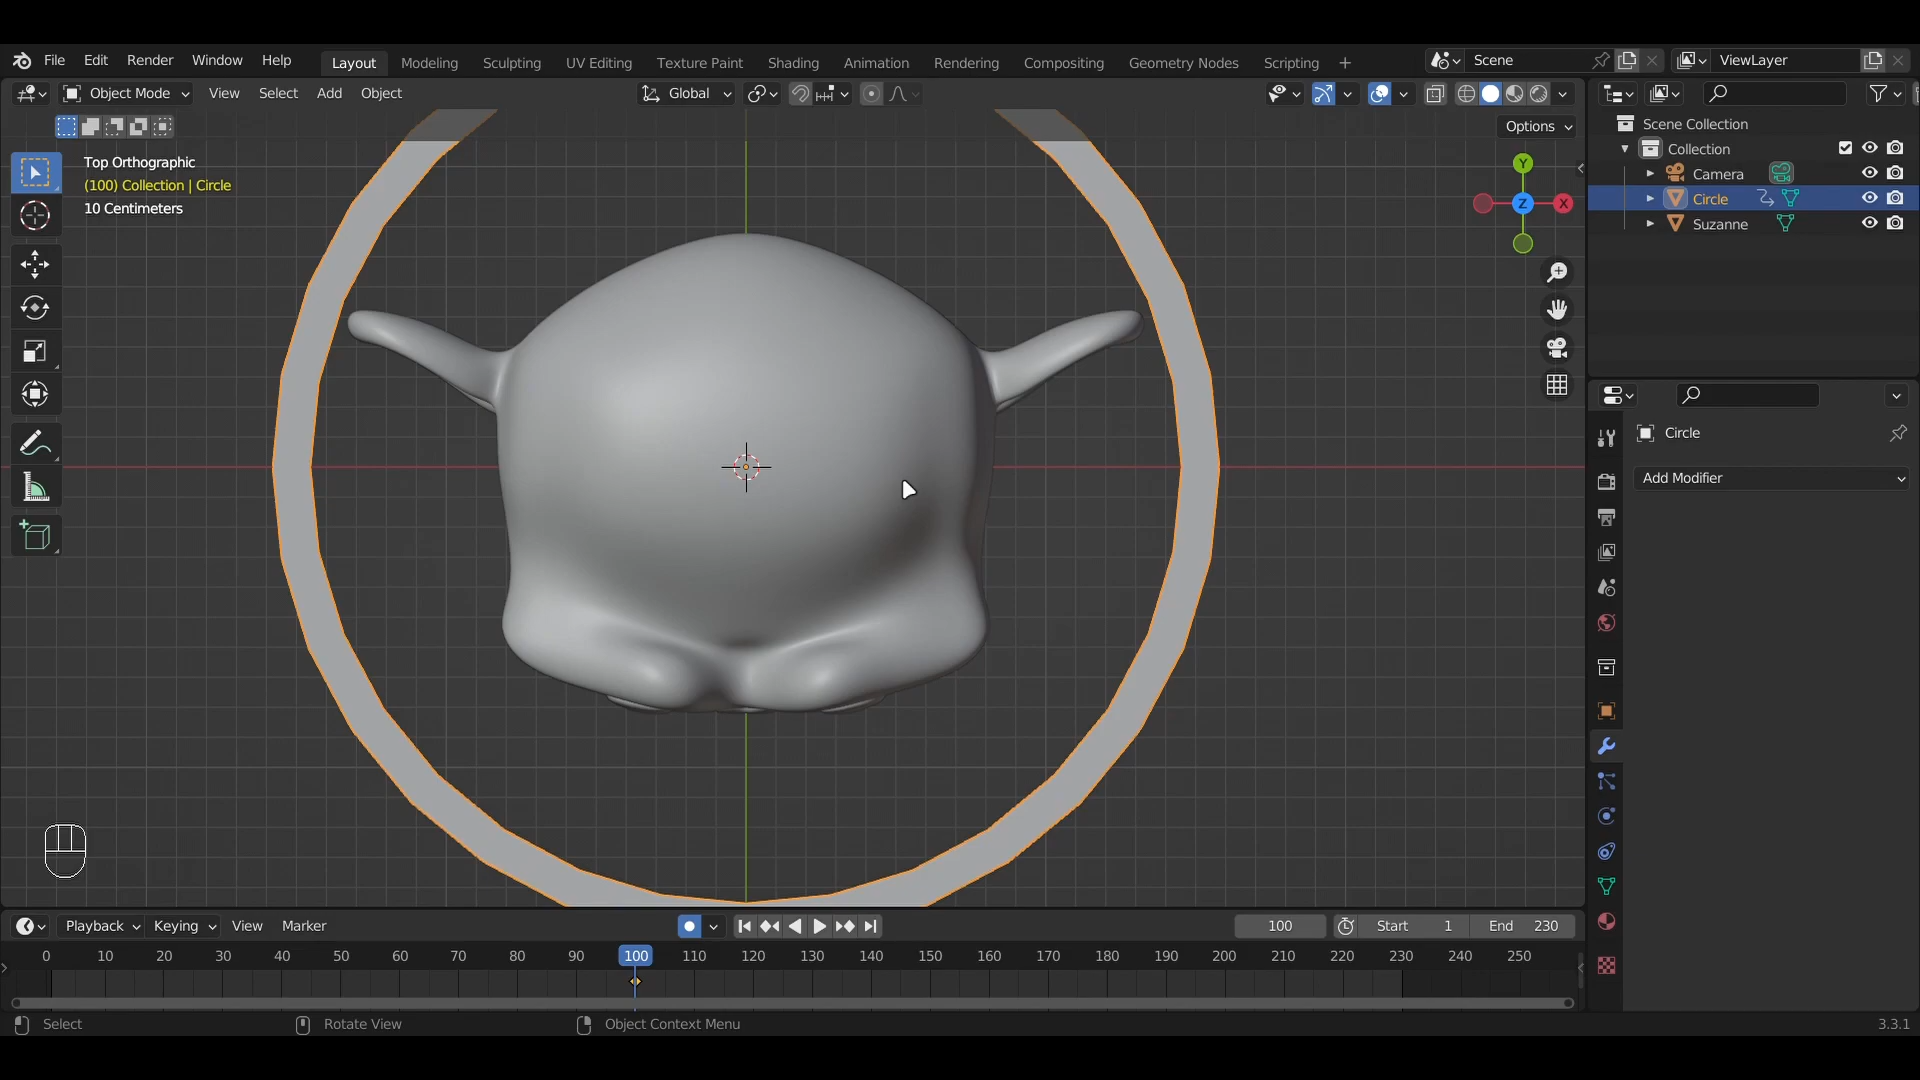 File Edit Render Window Help Layout Modeling Sculpting UV Editing Texture Paint Shading Animation Rendering Compositing Geometry Nodes Scripting + Scene ViewLayer
Object Mode View Select Add Object Global
Options
Top Orthographic
(100) Collection | Circle
10 Centimeters
Y
Z X
Scene Collection
Collection
Camera
Circle
Suzanne
Circle
Add Modifier
Playback Keying View Marker 100 Start 1 End 230
0 10 20 30 40 50 60 70 80 90 100 110 120 130 140 150 160 170 180 190 200 210 220 230 240 250
Select Rotate View Object Context Menu 3.3.1